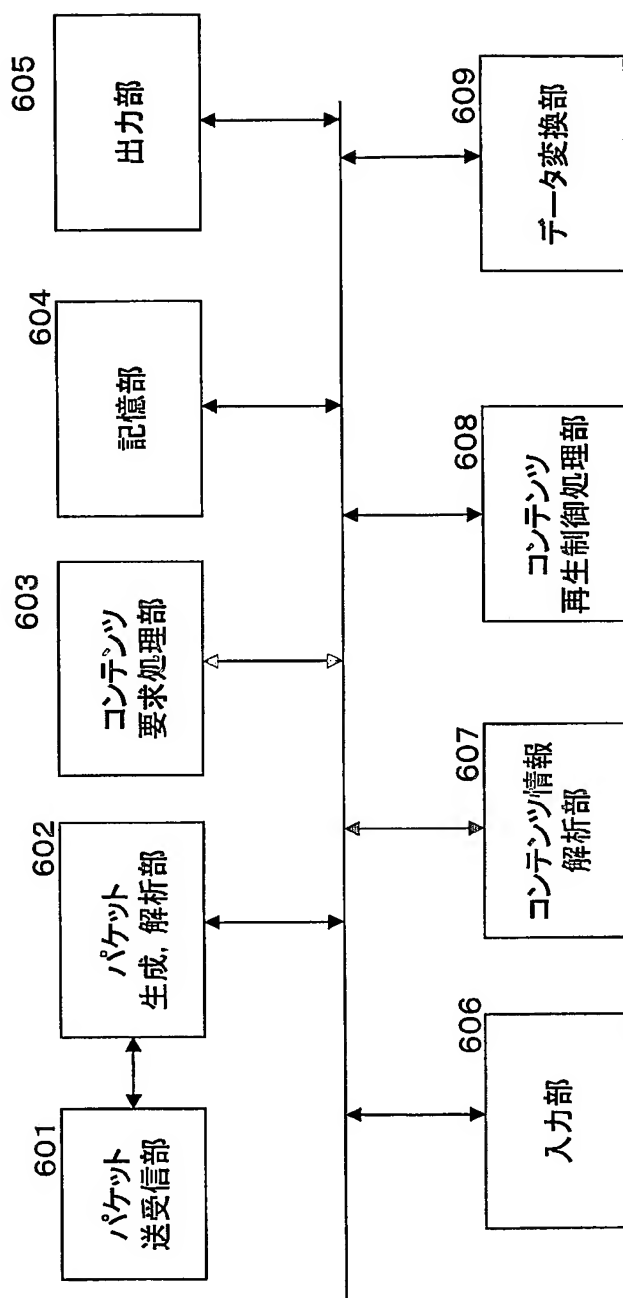 601
パケット
送受信部
602
パケット
生成, 解析部
603
コンテンツ
要求処理部
604
記憶部
605
出力部
606
入力部
607
コンテンツ情報
解析部
608
コンテンツ
再生制御処理部
609
データ変換部